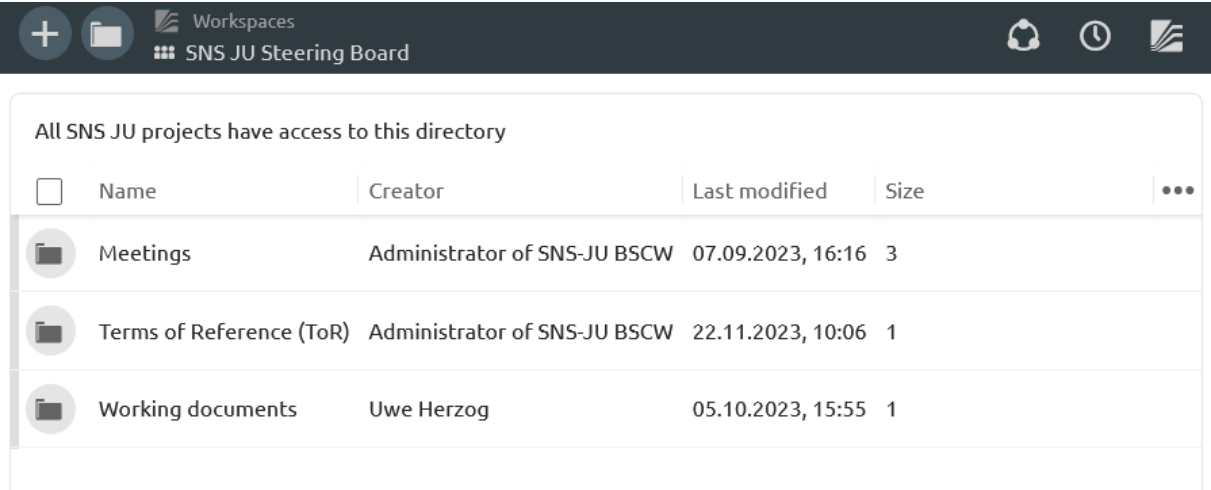 Workspaces
SNS JU Steering Board
All SNS JU projects have access to this directory
Name Creator Last modified Size
Meetings Administrator of SNS-JU BSCW 07.09.2023, 16:16 3
Terms of Reference (ToR) Administrator of SNS-JU BSCW 22.11.2023, 10:06 1
Working documents Uwe Herzog 05.10.2023, 15:55 1